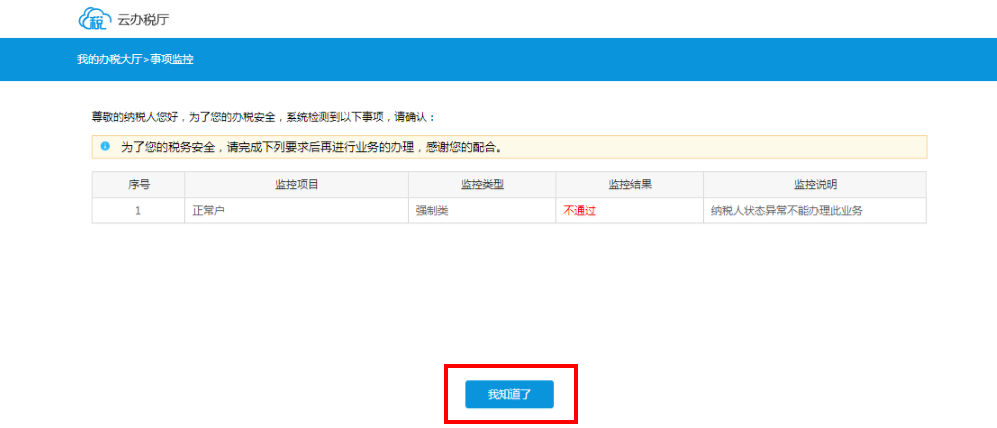 税 云办税厅
我的办税大厅>事项监控
尊敬的纳税人您好，为了您的办税安全，系统检测到以下事项，请确认：
为了您的税务安全，请完成下列要求后再进行业务的办理，感谢您的配合。
序号 监控项目 监控类型 监控结果 监控说明
1 正常户 强制类 不通过 纳税人状态异常不能办理此业务
我知道了